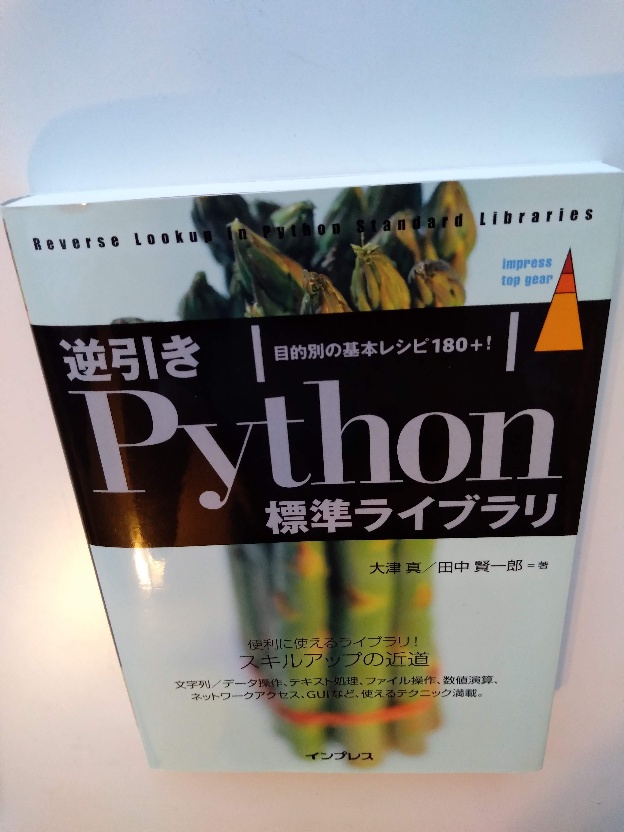 Reverse Lookup in Python Standard Libraries
impress
top gear
逆引き
目的別の基本レシピ180+!
Python
標準ライブラリ
大津 真／田中 賢一郎=著
便利に使えるライブラリ!
スキルアップの近道
文字列／データ操作、テキスト処理、ファイル操作、数値演算、
ネットワークアクセス、GUIなど、使えるテクニック満載。
インプレス